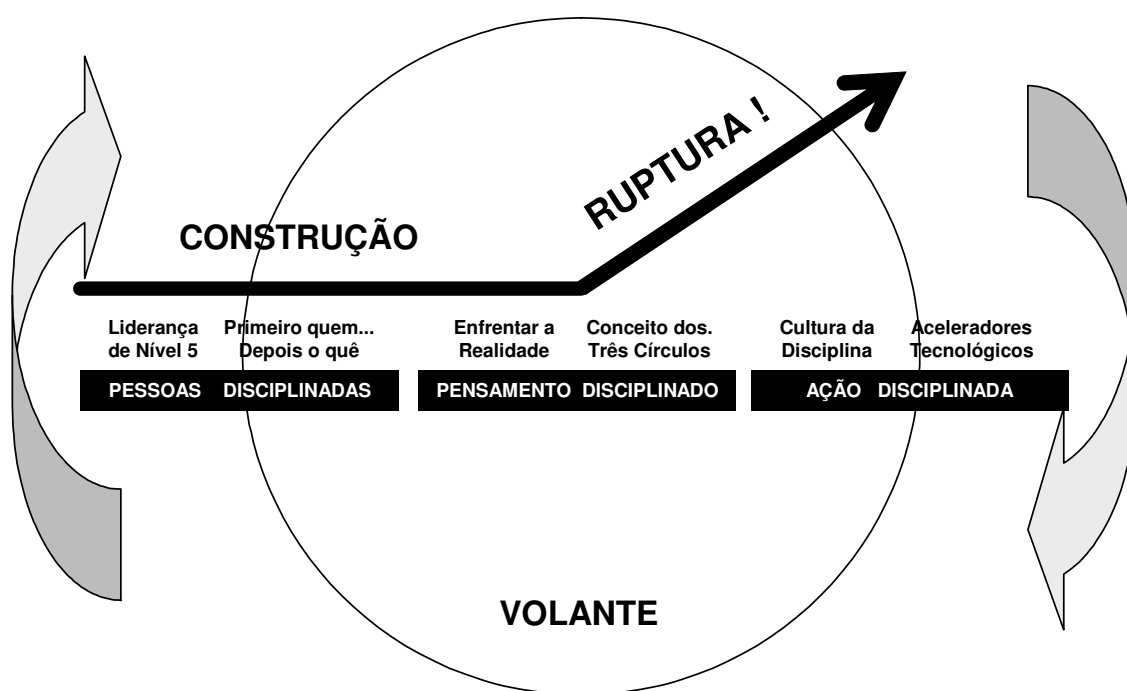 RUPTURA !
CONSTRUÇÃO
Liderança
de Nível 5
Primeiro quem...
Depois o quê
Enfrentar a
Realidade
Conceito dos.
Três Círculos
Cultura da
Disciplina
Aceleradores
Tecnológicos
PESSOAS DISCIPLINADAS
PENSAMENTO DISCIPLINADO
AÇÃO DISCIPLINADA
VOLANTE